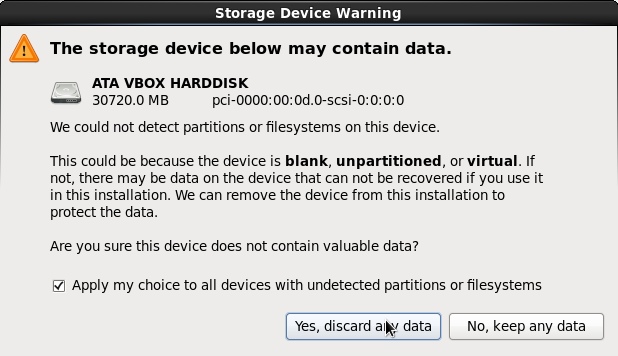 Storage Device Warning
The storage device below may contain data.
ATA VBOX HARDDISK
30720.0 MB pci-0000:00:0d.0-scsi-0:0:0:0
We could not detect partitions or filesystems on this device.
This could be because the device is blank, unpartitioned, or virtual. If
not, there may be data on the device that can not be recovered if you use it
in this installation. We can remove the device from this installation to
protect the data.
Are you sure this device does not contain valuable data?
Apply my choice to all devices with undetected partitions or filesystems
Yes, discard any data No, keep any data